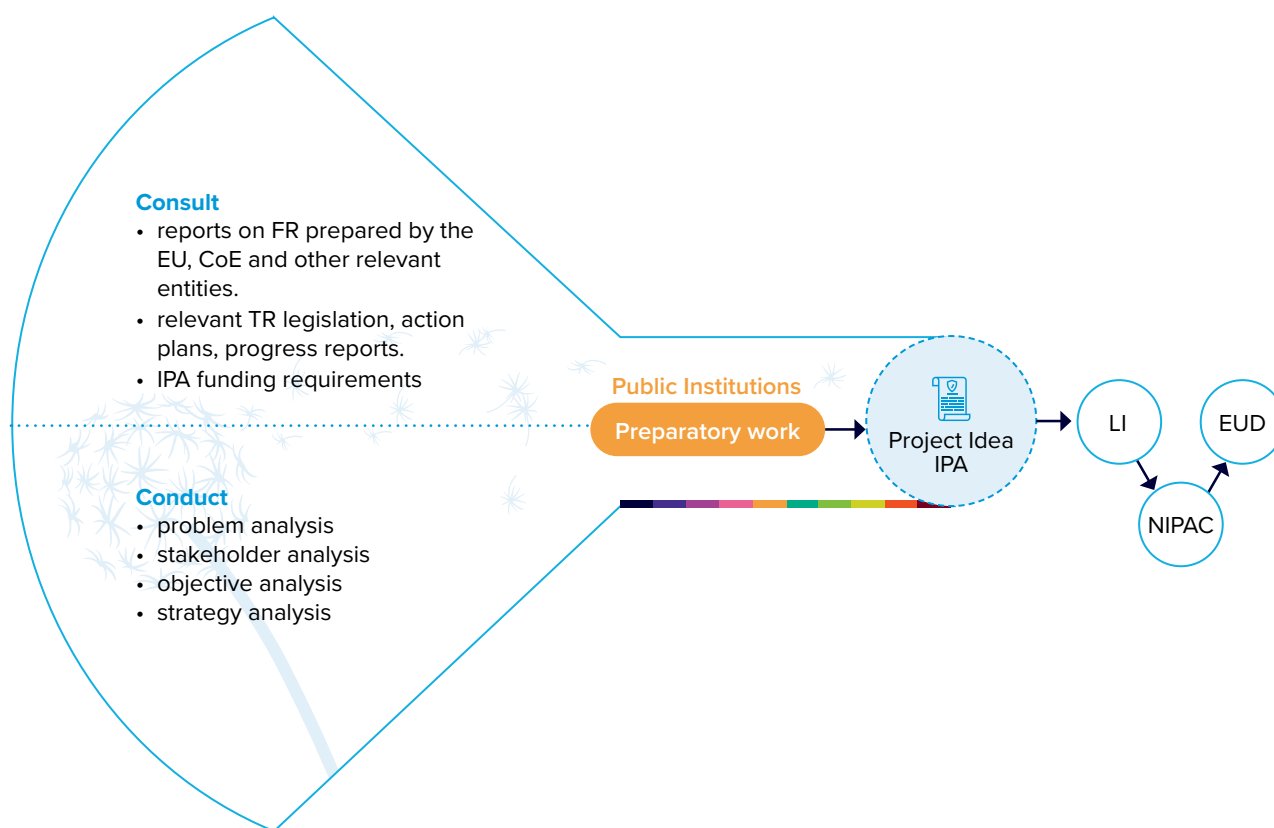 Consult
• reports on FR prepared by the
EU, CoE and other relevant
entities.
• relevant TR legislation, action
plans, progress reports.
• IPA funding requirements
Conduct
• problem analysis
• stakeholder analysis
• objective analysis
• strategy analysis
Public Institutions
Preparatory work
Project Idea
IPA
LI
NIPAC
EUD